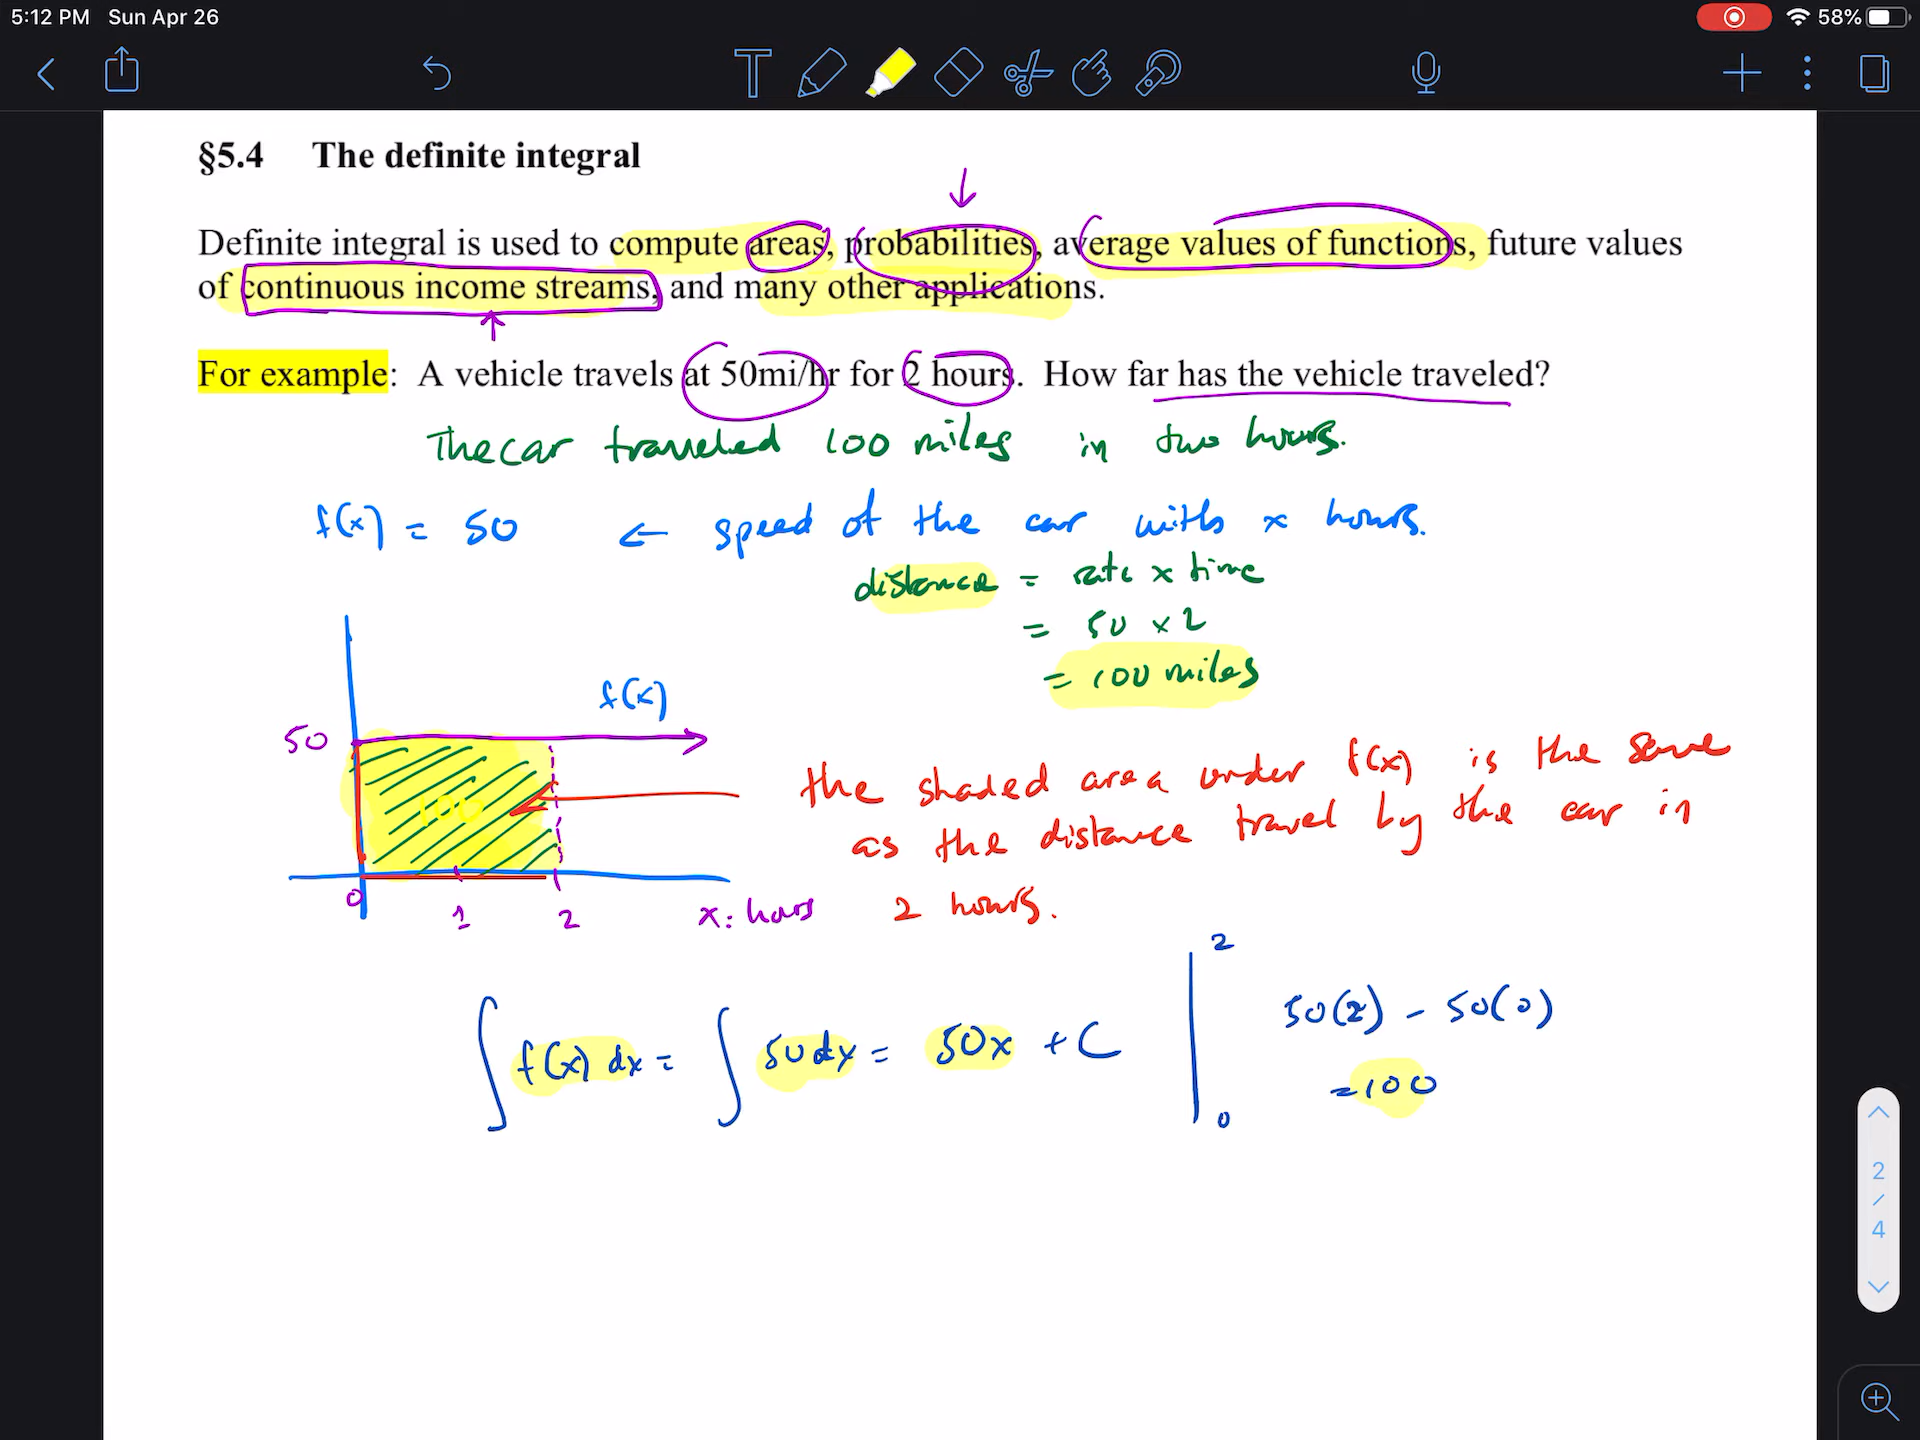 5:12 PM Sun Apr 26
58%
T
§5.4 The definite integral
Definite integral is used to compute areas, probabilities, average values of functions, future values
of continuous income streams, and many other applications.
For example: A vehicle travels at 50mi/hr for 2 hours. How far has the vehicle traveled?
The car traveled 100 miles in two hours.
f(x) = 50 ← speed of the car with x hours.
distance = rate x time
= 50 x 2
= 100 miles
f(x)
50
100
the shaded area under f(x) is the same
as the distance travel by the car in
2 hours.
0 1 2 x: hours
∫ f(x) dx = ∫ 50 dx = 50x + C |
2
0
50(2) - 50(0)
= 100
2
/
4